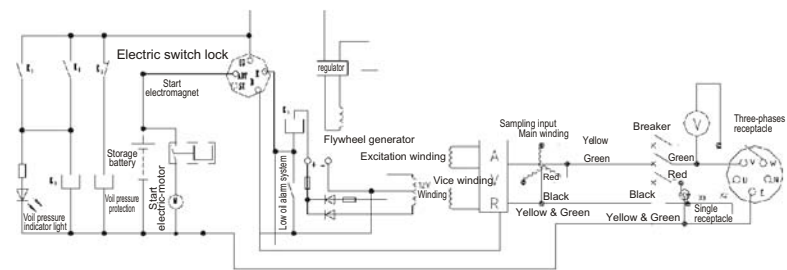 Electric switch lock
Start
electromagnet
regulator
Flywheel generator
Excitation winding
Vice winding
12V
Winding
Low oil alarm system
A
V
R
Sampling input
Main winding
Yellow
Green
Red
Black
Yellow & Green
Breaker
Green
Red
Black
Yellow & Green
V
Three-phases
receptacle
V
W
U
N
E
Single
receptacle
Storage
battery
Start
electric-motor
M
Voil pressure
protection
Voil pressure
indicator light